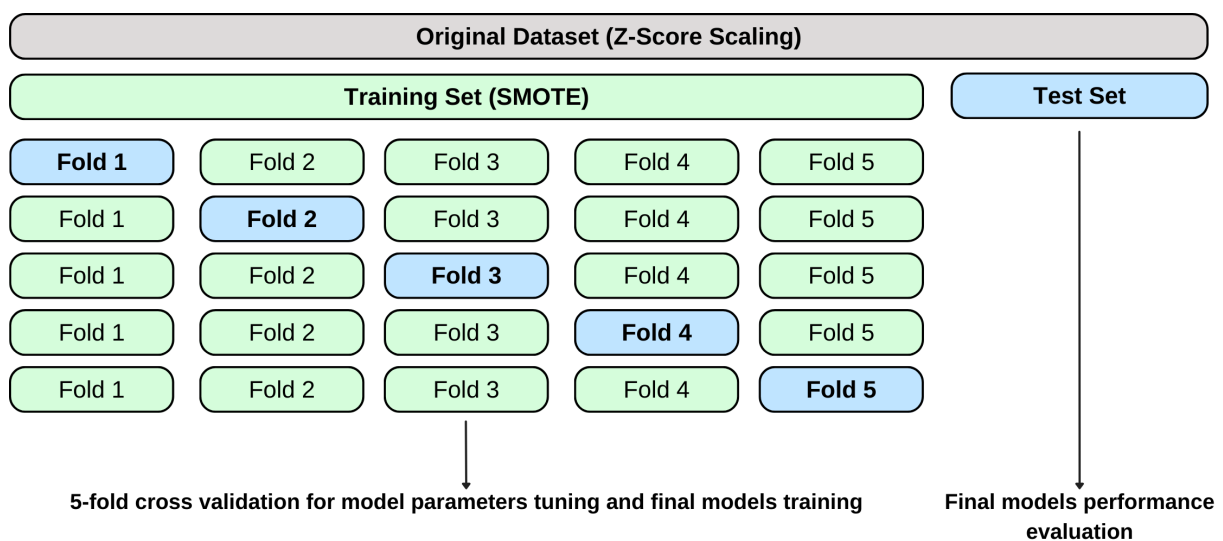 Original Dataset (Z-Score Scaling)
Training Set (SMOTE)
Test Set
Fold 1 Fold 2 Fold 3 Fold 4 Fold 5
Fold 1 Fold 2 Fold 3 Fold 4 Fold 5
Fold 1 Fold 2 Fold 3 Fold 4 Fold 5
Fold 1 Fold 2 Fold 3 Fold 4 Fold 5
Fold 1 Fold 2 Fold 3 Fold 4 Fold 5
5-fold cross validation for model parameters tuning and final models training
Final models performance
evaluation